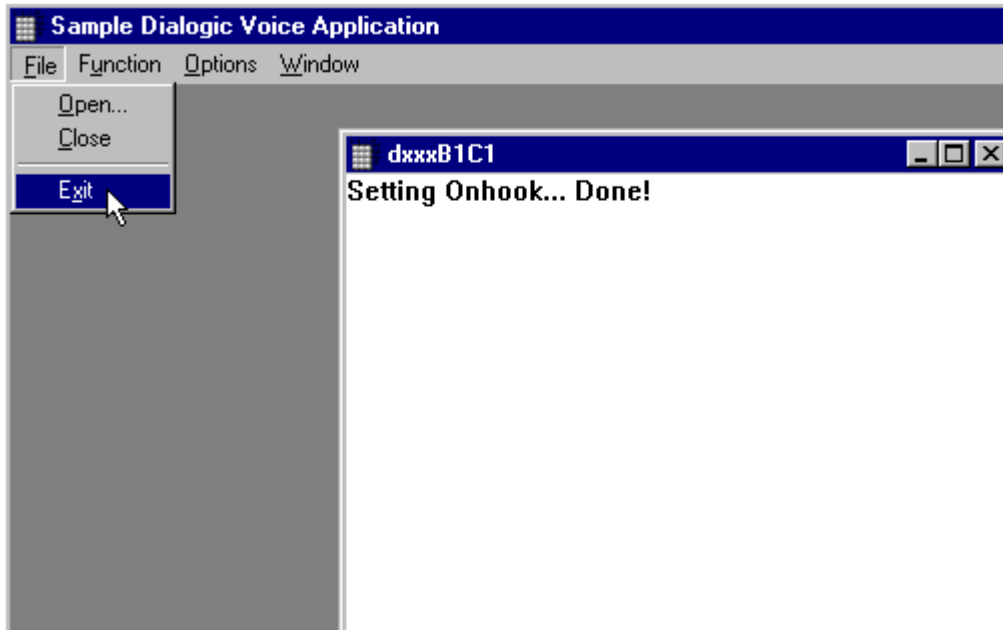 Sample Dialogic Voice Application
File Function Options Window
Open...
Close
Exit
dxxxB1C1
Setting Onhook... Done!